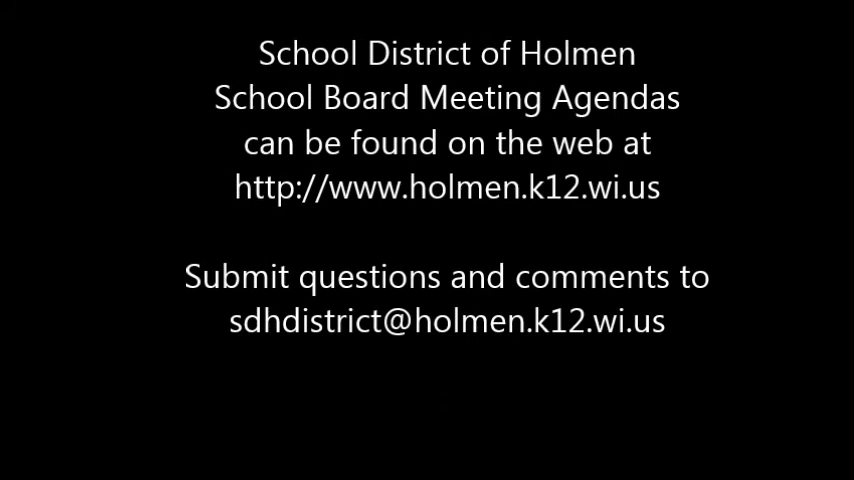 School District of Holmen
School Board Meeting Agendas
can be found on the web at
http://www.holmen.k12.wi.us
Submit questions and comments to
sdhdistrict@holmen.k12.wi.us